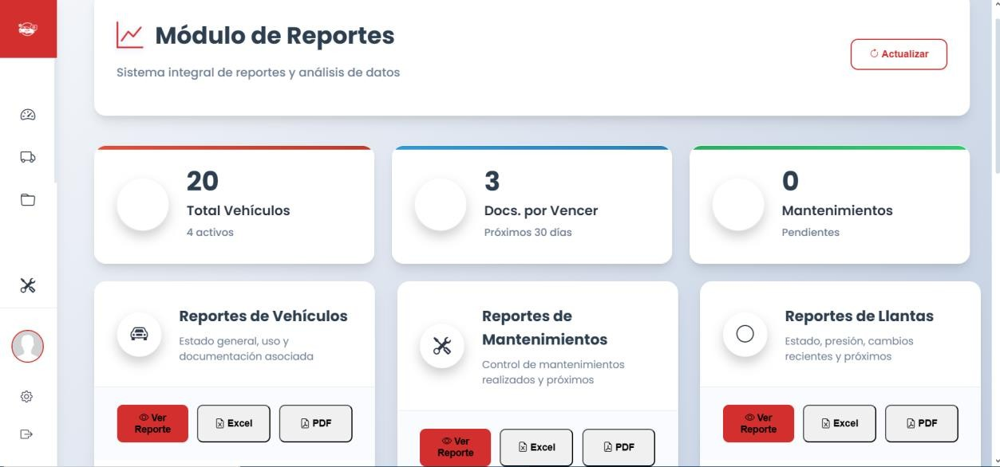 Módulo de Reportes
Sistema integral de reportes y análisis de datos
Actualizar
20
Total Vehículos
4 activos
3
Docs. por Vencer
Próximos 30 días
0
Mantenimientos
Pendientes
Reportes de Vehículos
Estado general, uso y
documentación asociada
Ver
Reporte
Excel
PDF
Reportes de
Mantenimientos
Control de mantenimientos
realizados y próximos
Ver
Reporte
Excel
PDF
Reportes de Llantas
Estado, presión, cambios
recientes y próximos
Ver
Reporte
Excel
PDF